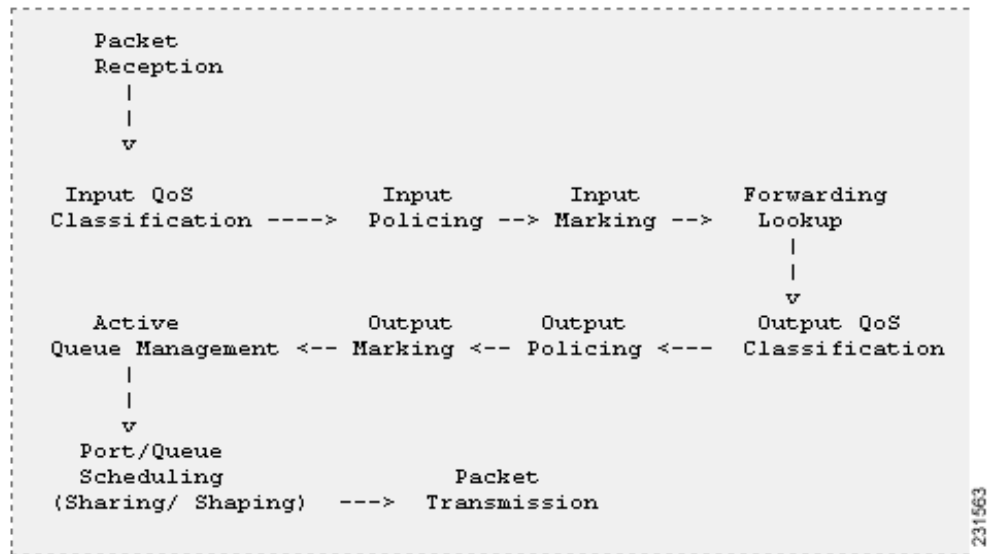 Packet
Reception
|
|
v
Input QoS Input Input Forwarding
Classification ----> Policing --> Marking --> Lookup
|
|
v
Active Output Output Output QoS
Queue Management <-- Marking <-- Policing <--- Classification
|
|
v
Port/Queue
Scheduling Packet
(Sharing/ Shaping) ---> Transmission
231563